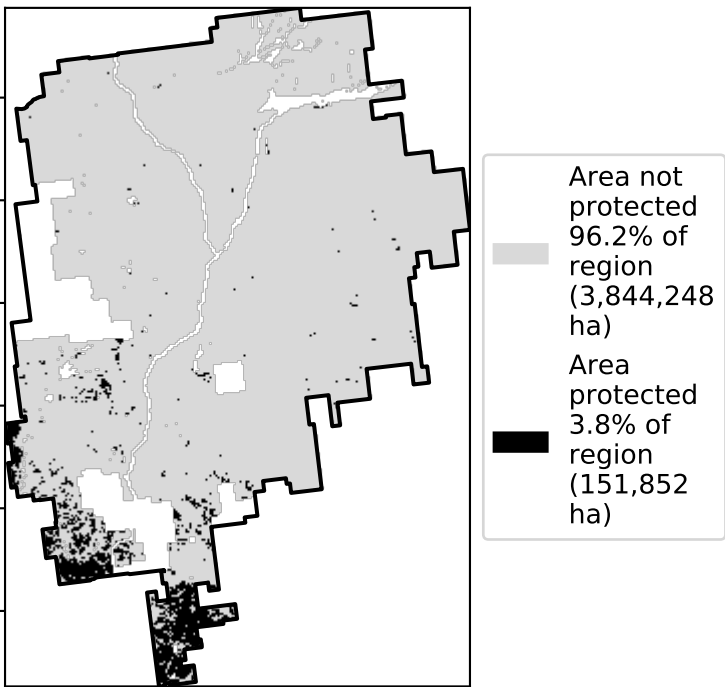 Area not
protected
96.2% of
region
(3,844,248
ha)
Area
protected
3.8% of
region
(151,852
ha)